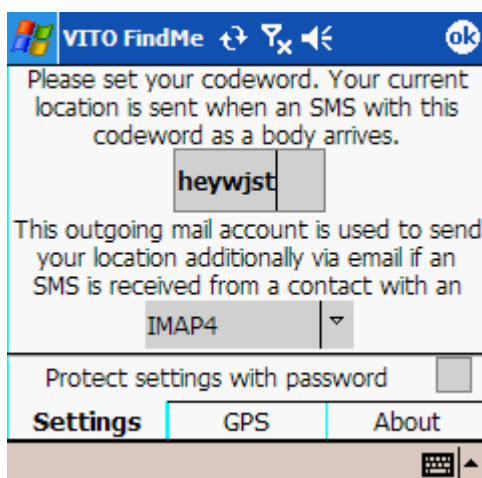 VITO FindMe
ok
Please set your codeword. Your current
location is sent when an SMS with this
codeword as a body arrives.
heywjst
This outgoing mail account is used to send
your location additionally via email if an
SMS is received from a contact with an
IMAP4
Protect settings with password
Settings GPS About